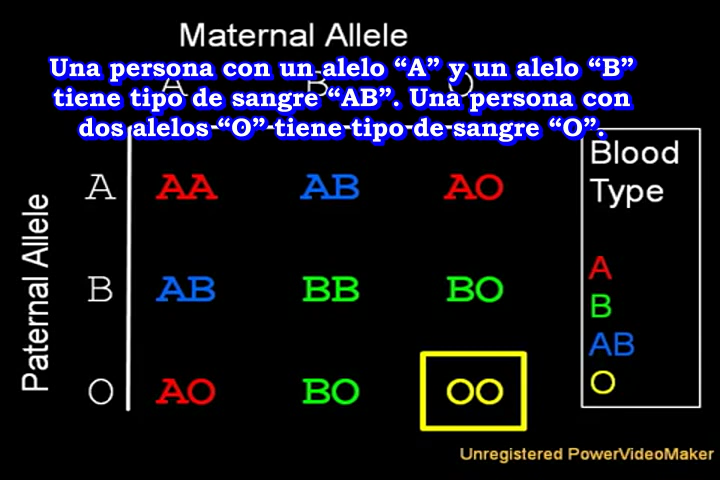 Maternal Allele
Una persona con un alelo “A” y un alelo “B”
tiene tipo de sangre “AB”. Una persona con
dos alelos “O” tiene tipo de sangre “O”.
A B O
Paternal Allele
A AA AB AO
B AB BB BO
O AO BO OO
Blood
Type
A
B
AB
O
Unregistered PowerVideoMaker